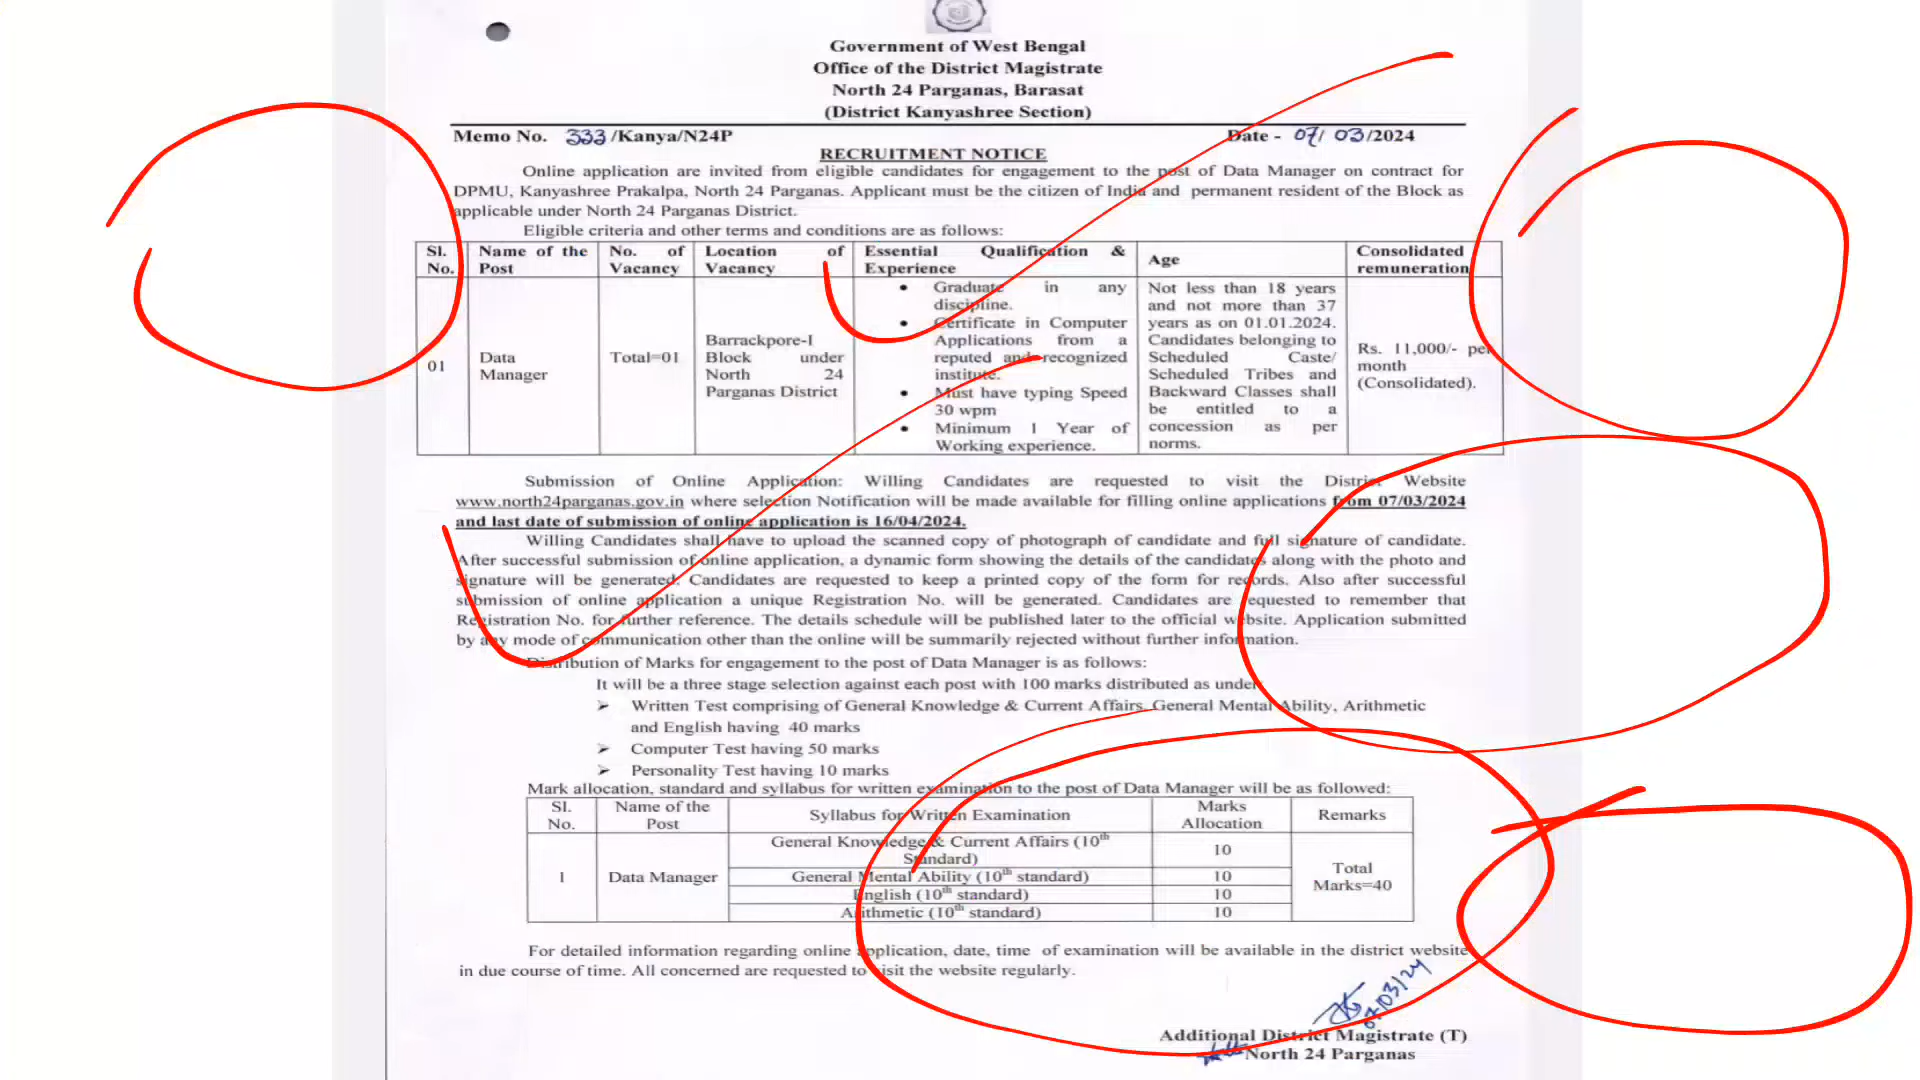 Government of West Bengal
Office of the District Magistrate
North 24 Parganas, Barasat
(District Kanyashree Section)
Memo No. 333/Kanya/N24P Date - 07/03/2024
RECRUITMENT NOTICE
Online application are invited from eligible candidates for engagement to the post of Data Manager on contract for
DPMU, Kanyashree Prakalpa, North 24 Parganas. Applicant must be the citizen of India and permanent resident of the Block as
applicable under North 24 Parganas District.
Eligible criteria and other terms and conditions are as follows:
Sl. No.
Name of the Post
No. of Vacancy
Location of Vacancy
Essential Qualification & Experience
Age
Consolidated remuneration
01
Data Manager
Total=01
Barrackpore-I
Block under
North 24
Parganas District
Graduate in any
discipline.
Certificate in Computer
Applications from a
reputed and recognized
institute.
Must have typing Speed
30 wpm
Minimum 1 Year of
Working experience.
Not less than 18 years
and not more than 37
years as on 01.01.2024.
Candidates belonging to
Scheduled Caste/
Scheduled Tribes and
Backward Classes shall
be entitled to a
concession as per
norms.
Rs. 11,000/- per
month
(Consolidated).
Submission of Online Application: Willing Candidates are requested to visit the District Website
www.north24parganas.gov.in where selection Notification will be made available for filling online applications from 07/03/2024
and last date of submission of online application is 16/04/2024.
Willing Candidates shall have to upload the scanned copy of photograph of candidate and full signature of candidate.
After successful submission of online application, a dynamic form showing the details of the candidates along with the photo and
signature will be generated. Candidates are requested to keep a printed copy of the form for records. Also after successful
submission of online application a unique Registration No. will be generated. Candidates are requested to remember that
Registration No. for further reference. The details schedule will be published later to the official website. Application submitted
by any mode of communication other than the online will be summarily rejected without further information.
Distribution of Marks for engagement to the post of Data Manager is as follows:
It will be a three stage selection against each post with 100 marks distributed as under:
➢ Written Test comprising of General Knowledge & Current Affairs, General Mental Ability, Arithmetic
and English having 40 marks
➢ Computer Test having 50 marks
➢ Personality Test having 10 marks
Mark allocation, standard and syllabus for written examination to the post of Data Manager will be as followed:
Sl. No.
Name of the Post
Syllabus for Written Examination
Marks Allocation
Remarks
1
Data Manager
General Knowledge & Current Affairs (10th Standard) 10
General Mental Ability (10th standard) 10
English (10th standard) 10
Arithmetic (10th standard) 10
Total Marks=40
For detailed information regarding online application, date, time of examination will be available in the district website
in due course of time. All concerned are requested to visit the website regularly.
07/03/24
Additional District Magistrate (T)
North 24 Parganas